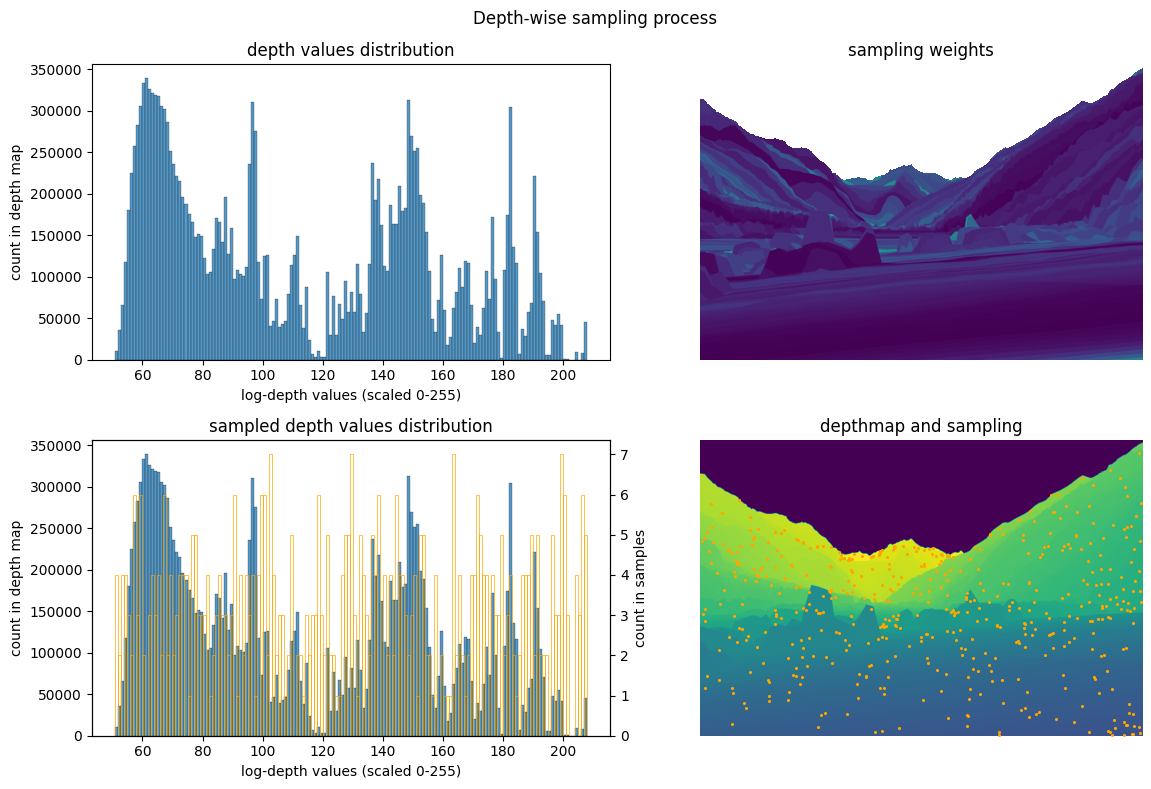 Depth-wise sampling process
depth values distribution
350000
300000
250000
200000
150000
100000
50000
0
count in depth map
60 80 100 120 140 160 180 200
log-depth values (scaled 0-255)
sampling weights
sampled depth values distribution
350000
300000
250000
200000
150000
100000
50000
0
count in depth map
7
6
5
4
3
2
1
0
count in samples
60 80 100 120 140 160 180 200
log-depth values (scaled 0-255)
depthmap and sampling